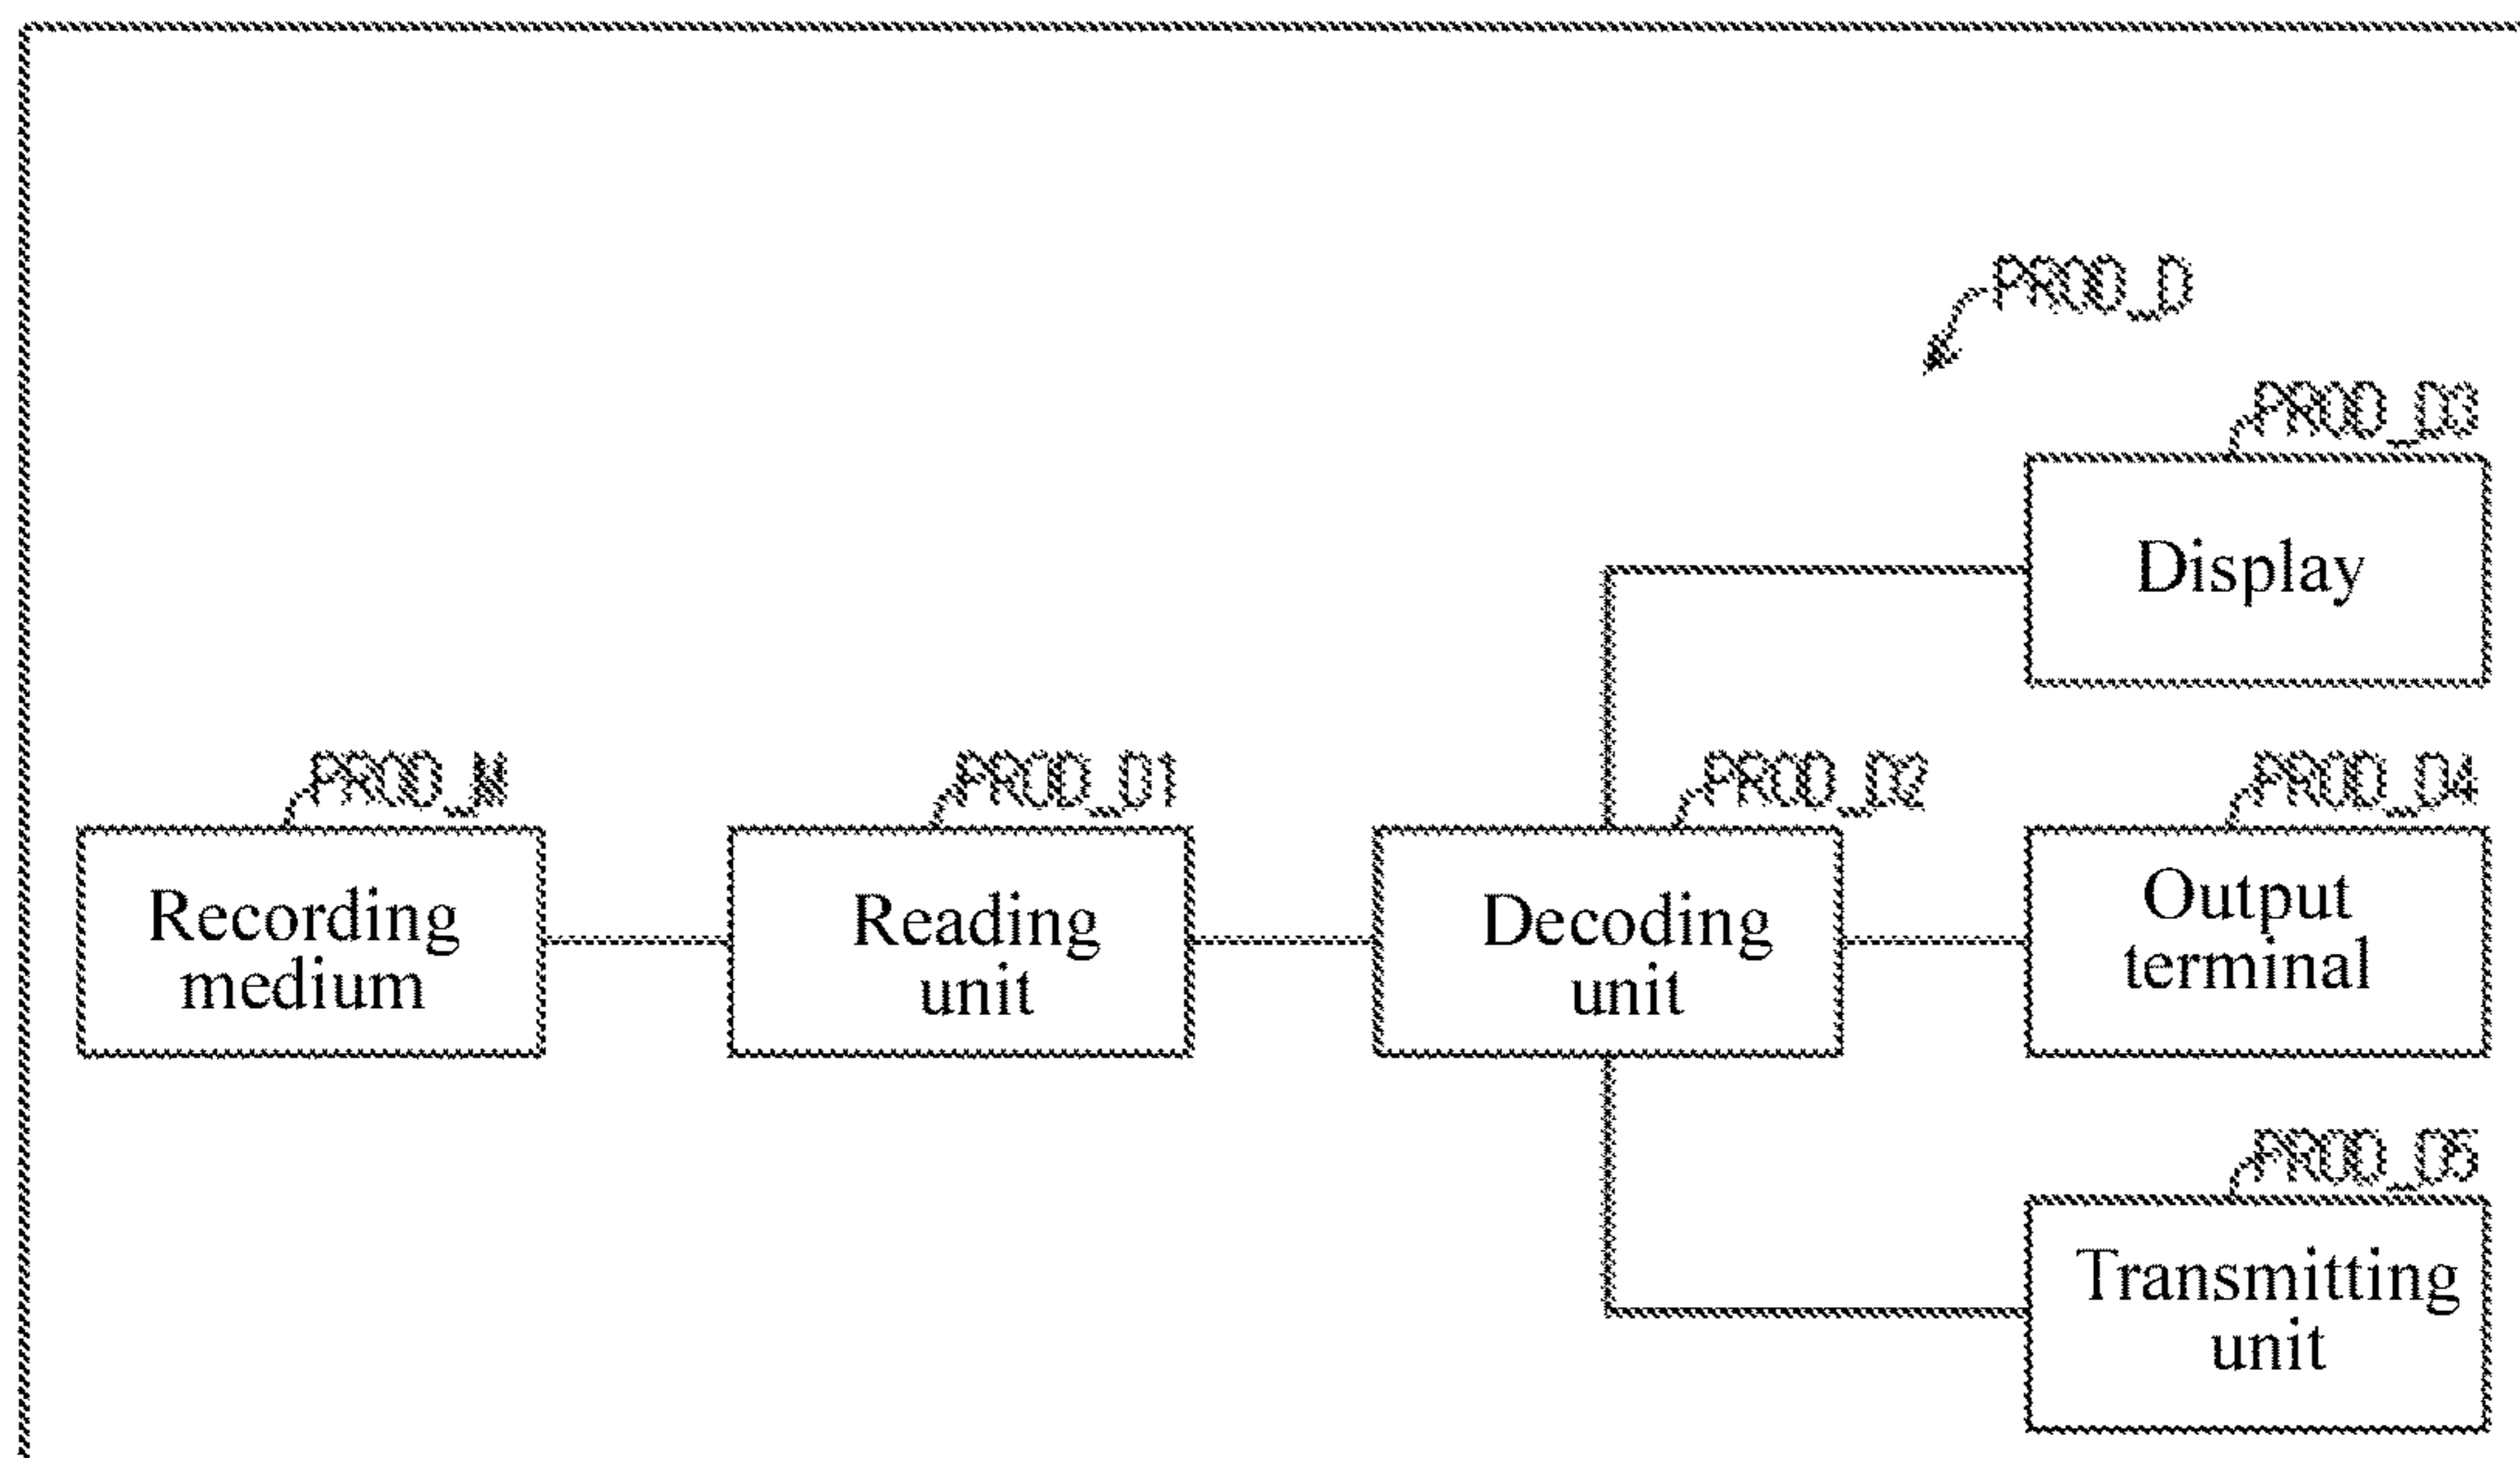 PROD_D
PROD_D3
Display
PROD_M
PROD_D1
PROD_D2
PROD_D4
Recording
medium
Reading
unit
Decoding
unit
Output
terminal
PROD_D5
Transmitting
unit